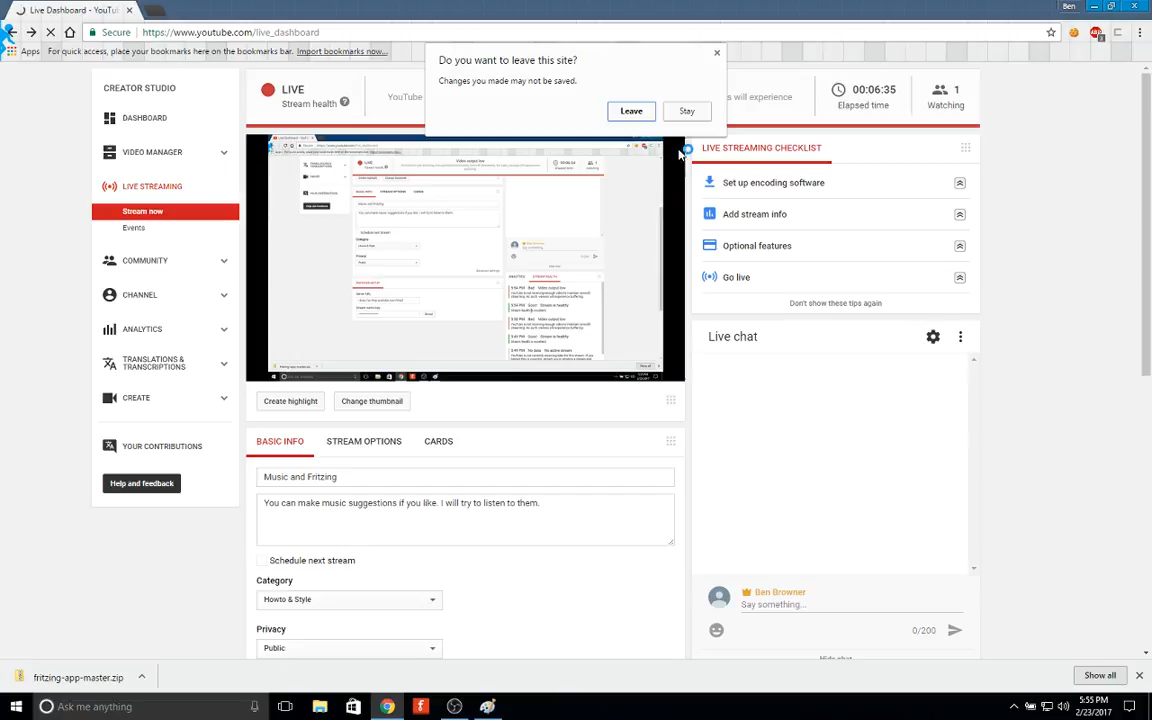 Live Dashboard - YouTu
Ben
Secure https://www.youtube.com/live_dashboard
Apps For quick access, place your bookmarks here on the bookmarks bar. Import bookmarks now...
Do you want to leave this site?
Changes you made may not be saved.
Leave Stay
CREATOR STUDIO
DASHBOARD
VIDEO MANAGER
LIVE STREAMING
Stream now
Events
COMMUNITY
CHANNEL
ANALYTICS
TRANSLATIONS &
TRANSCRIPTIONS
CREATE
YOUR CONTRIBUTIONS
Help and feedback
LIVE
Stream health ?
YouTube
s will experience
00:06:35
Elapsed time
1
Watching
Create highlight Change thumbnail
BASIC INFO STREAM OPTIONS CARDS
Music and Fritzing
You can make music suggestions if you like. I will try to listen to them.
Schedule next stream
Category
Howto & Style
Privacy
Public
LIVE STREAMING CHECKLIST
Set up encoding software
Add stream info
Optional features
Go live
Don't show these tips again
Live chat
Ben Browner
Say something...
0/200
Hide chat
fritzing-app-master.zip
Show all
Ask me anything
5:55 PM
2/23/2017